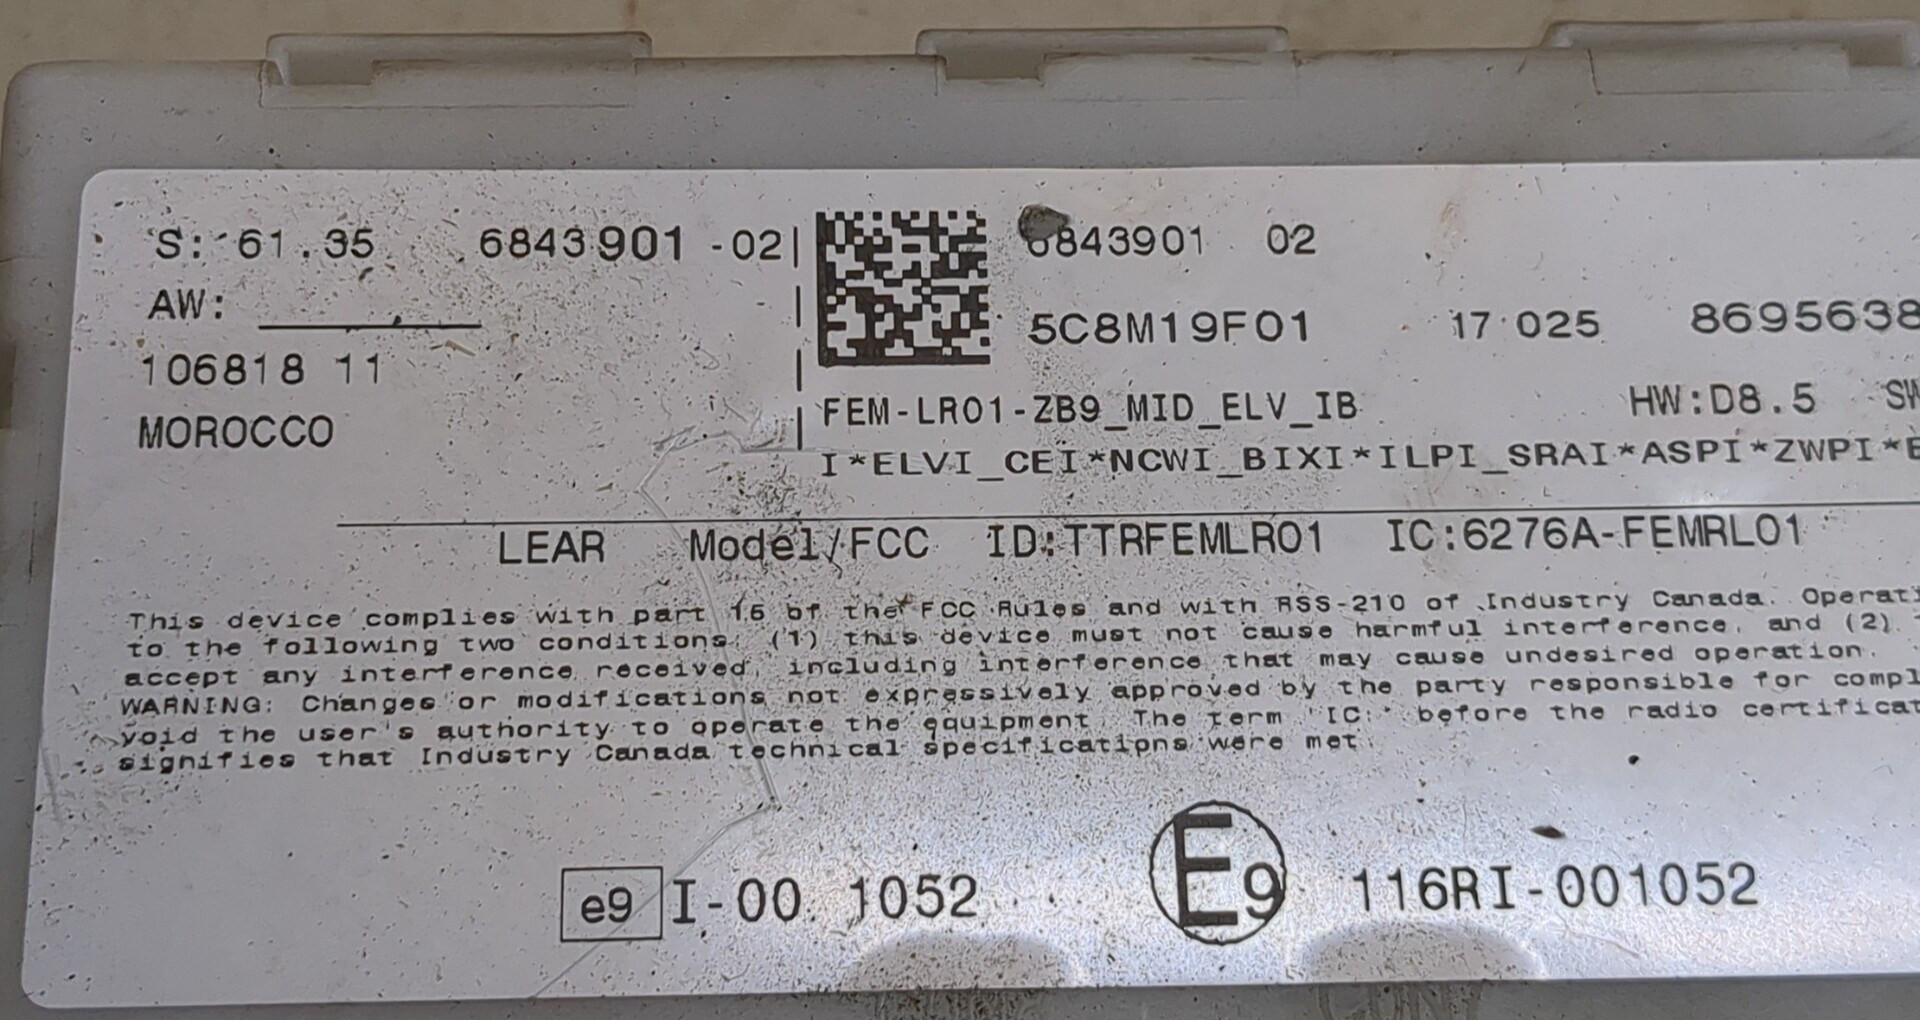 S: 61.35 6843901 -02|
AW:
106818 11
MOROCCO
6843901 02
5C8M19F01 17 025 8695638
FEM-LR01-ZB9_MID_ELV_IB HW:D8.5 SW
I*ELVI_CEI*NCWI_BIXI*ILPI_SRAI*ASPI*ZWPI*E
LEAR Model/FCC ID:TTRFEMLR01 IC:6276A-FEMRL01
This device complies with part 15 of the FCC Rules and with RSS-210 of Industry Canada. Operati
to the following two conditions: (1) this device must not cause harmful interference, and (2)
accept any interference received, including interference that may cause undesired operation.
WARNING: Changes or modifications not expressively approved by the party responsible for compl
void the user's authority to operate the equipment. The term "IC:" before the radio certificat
signifies that Industry Canada technical specifications were met.
e9 I-00 1052 E9 116RI-001052